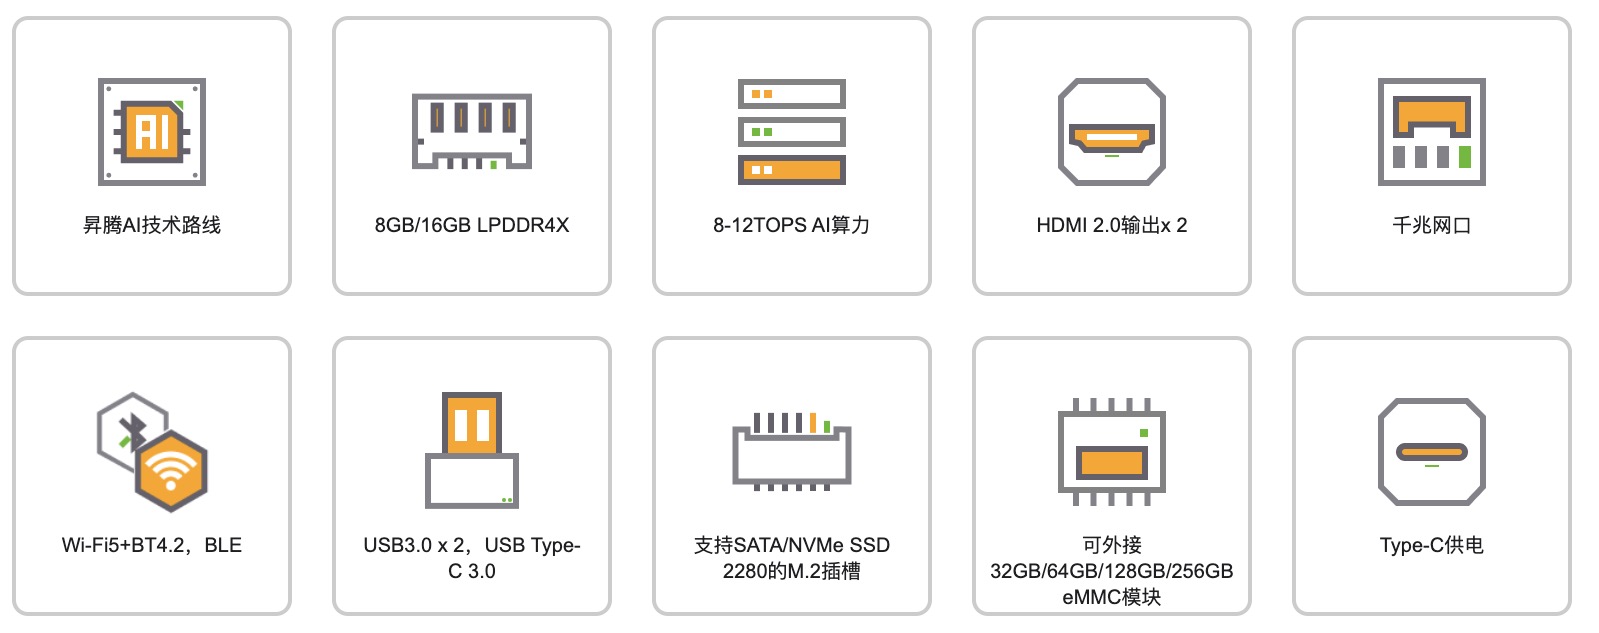 AI
昇腾AI技术路线
8GB/16GB LPDDR4X
8-12TOPS AI算力
HDMI 2.0输出x 2
千兆网口
Wi-Fi5+BT4.2，BLE
USB3.0 x 2，USB Type-
C 3.0
支持SATA/NVMe SSD
2280的M.2插槽
可外接
32GB/64GB/128GB/256GB
eMMC模块
Type-C供电